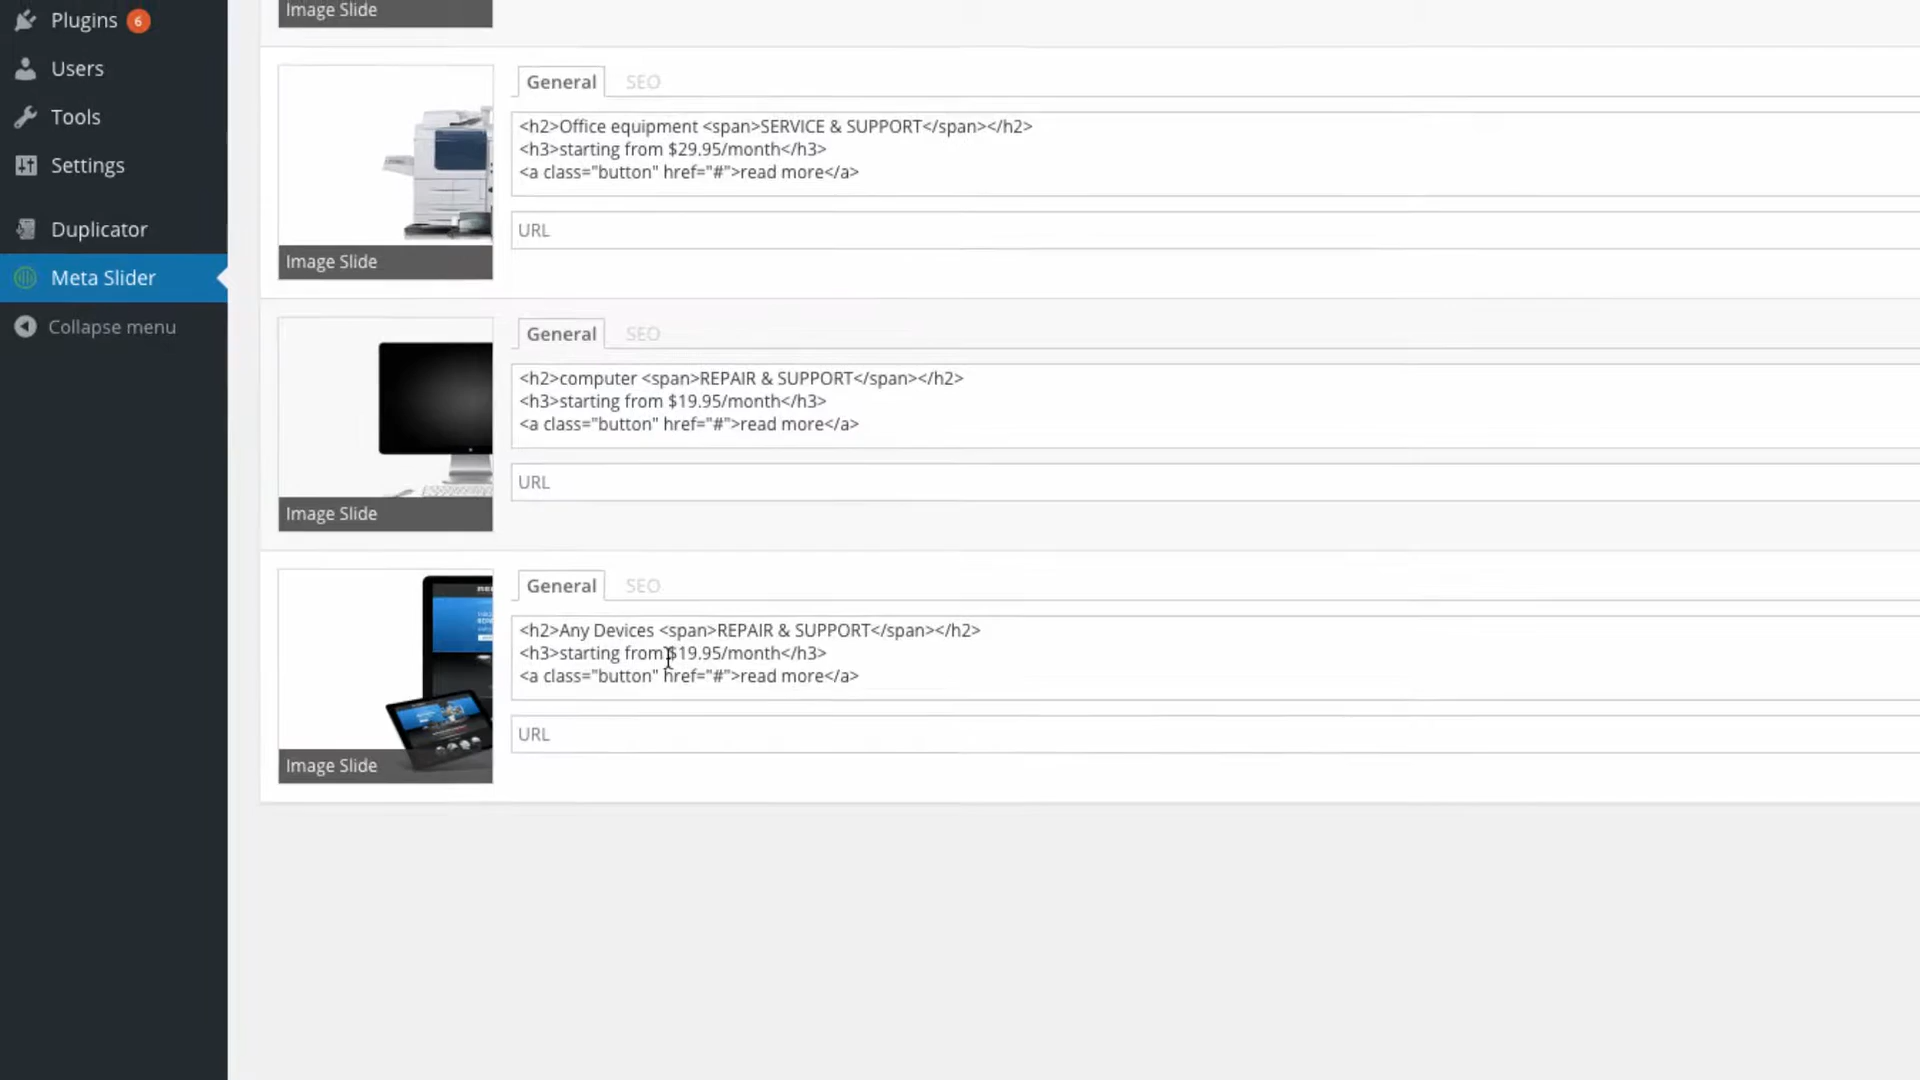 Plugins 6
Users
Tools
Settings
Duplicator
Meta Slider
Collapse menu
Image Slide
General SEO
<h2>Office equipment <span>SERVICE & SUPPORT</span></h2>
<h3>starting from $29.95/month</h3>
<a class="button" href="#">read more</a>
URL
Image Slide
General SEO
<h2>computer <span>REPAIR & SUPPORT</span></h2>
<h3>starting from $19.95/month</h3>
<a class="button" href="#">read more</a>
URL
Image Slide
General SEO
<h2>Any Devices <span>REPAIR & SUPPORT</span></h2>
<h3>starting from $19.95/month</h3>
<a class="button" href="#">read more</a>
URL
Image Slide